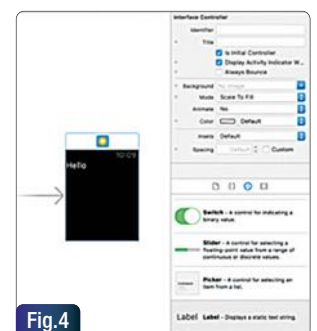 Interface Controller
Identifier
Title
Is Initial Controller
Display Activity Indicator W...
Always Bounce
Background No Image
Mode Scale To Fill
Animate No
Color Default
Insets Default
Spacing Default Custom
10:09
Hello
Switch - A control for indicating a
binary value.
Slider - A control for selecting a
floating-point value from a range of
continuous or discrete values.
Picker - A control for selecting an
item from a list.
Label Label - Displays a static text string.
Fig.4